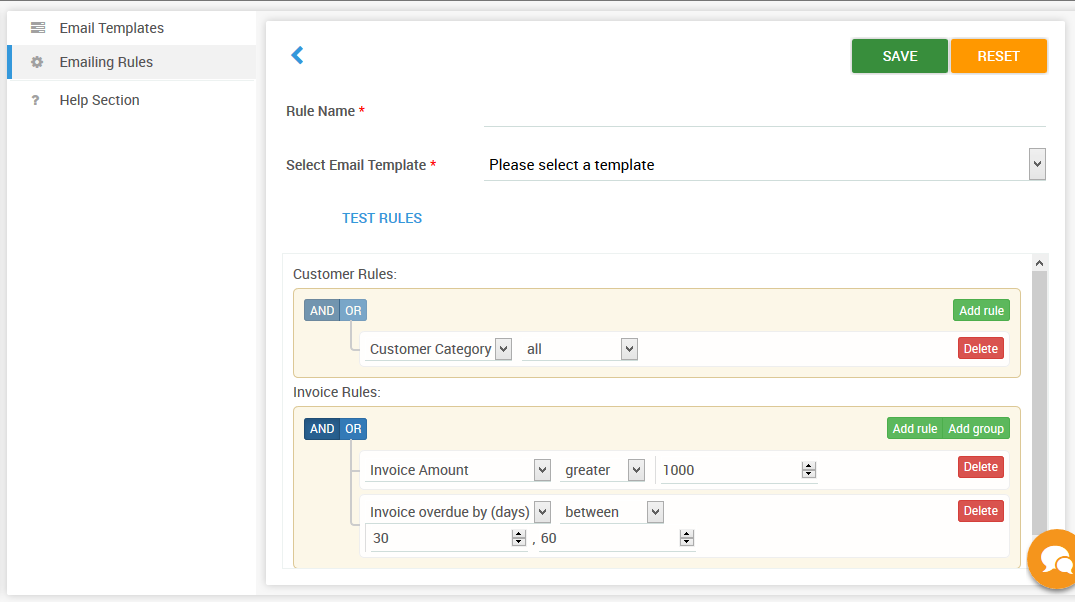 Email Templates
Emailing Rules
? Help Section
SAVE RESET
Rule Name *
Select Email Template * Please select a template
TEST RULES
Customer Rules:
AND OR Add rule
Customer Category all Delete
Invoice Rules:
AND OR Add rule Add group
Invoice Amount greater 1000 Delete
Invoice overdue by (days) between Delete
30 , 60